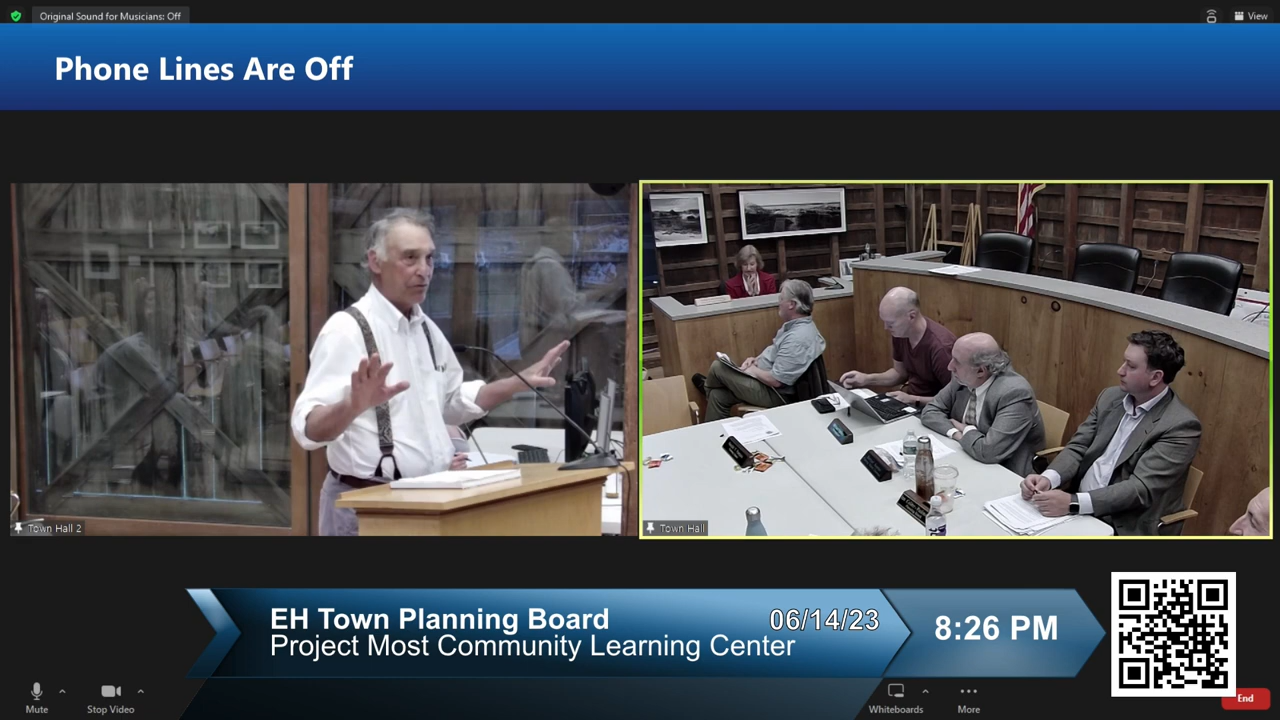 Original Sound for Musicians: Off
View
Phone Lines Are Off
Town Hall 2
Town Hall
EH Town Planning Board
06/14/23
8:26 PM
Project Most Community Learning Center
Mute
Stop Video
Whiteboards
More
End